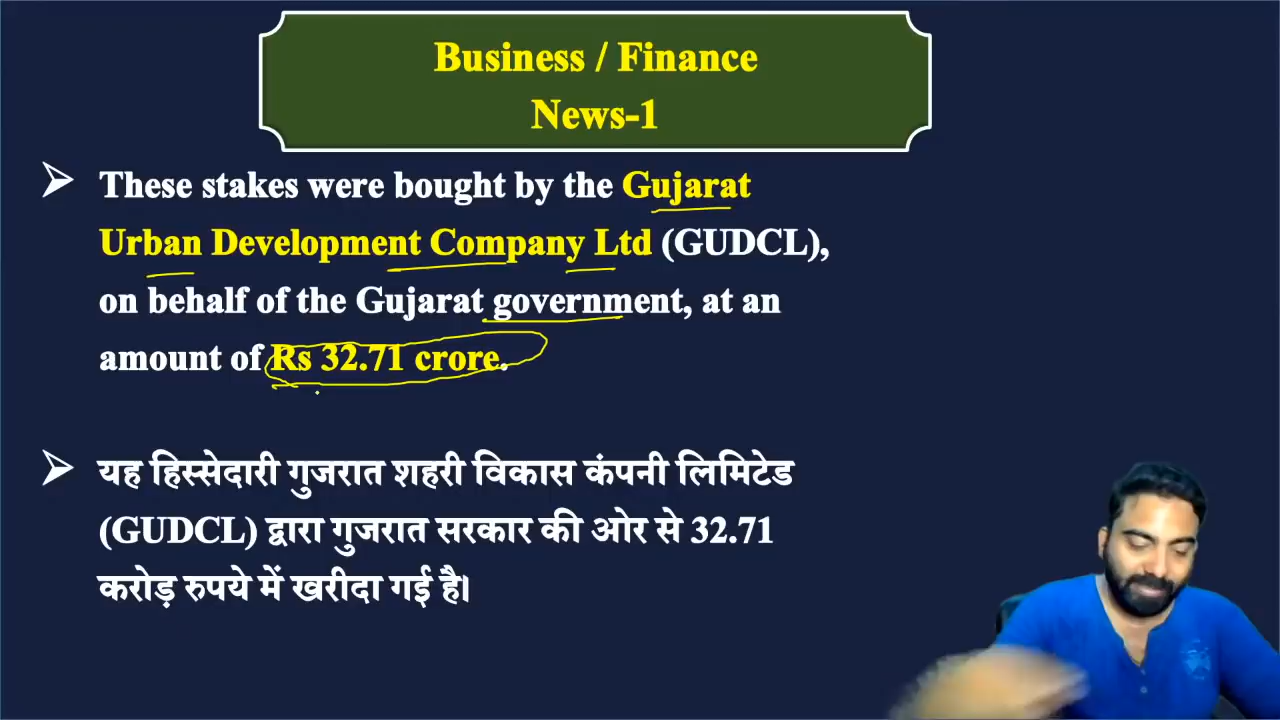 Business / Finance
News-1
These stakes were bought by the Gujarat
Urban Development Company Ltd (GUDCL),
on behalf of the Gujarat government, at an
amount of Rs 32.71 crore.
यह हिस्सेदारी गुजरात शहरी विकास कंपनी लिमिटेड
(GUDCL) द्वारा गुजरात सरकार की ओर से 32.71
करोड़ रुपये में खरीदा गई है।